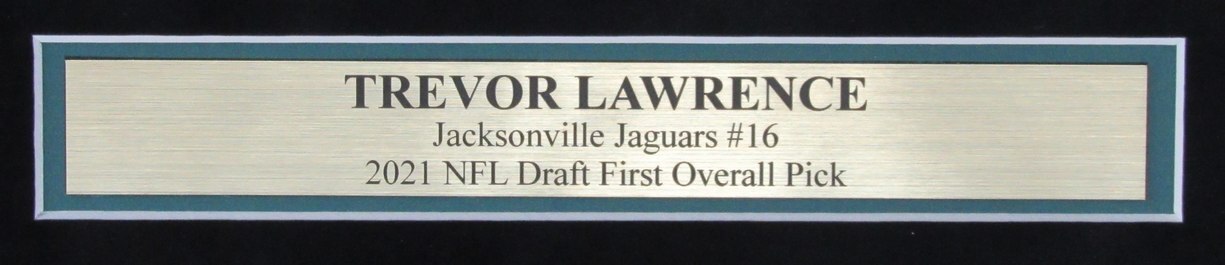 TREVOR LAWRENCE
Jacksonville Jaguars #16
2021 NFL Draft First Overall Pick